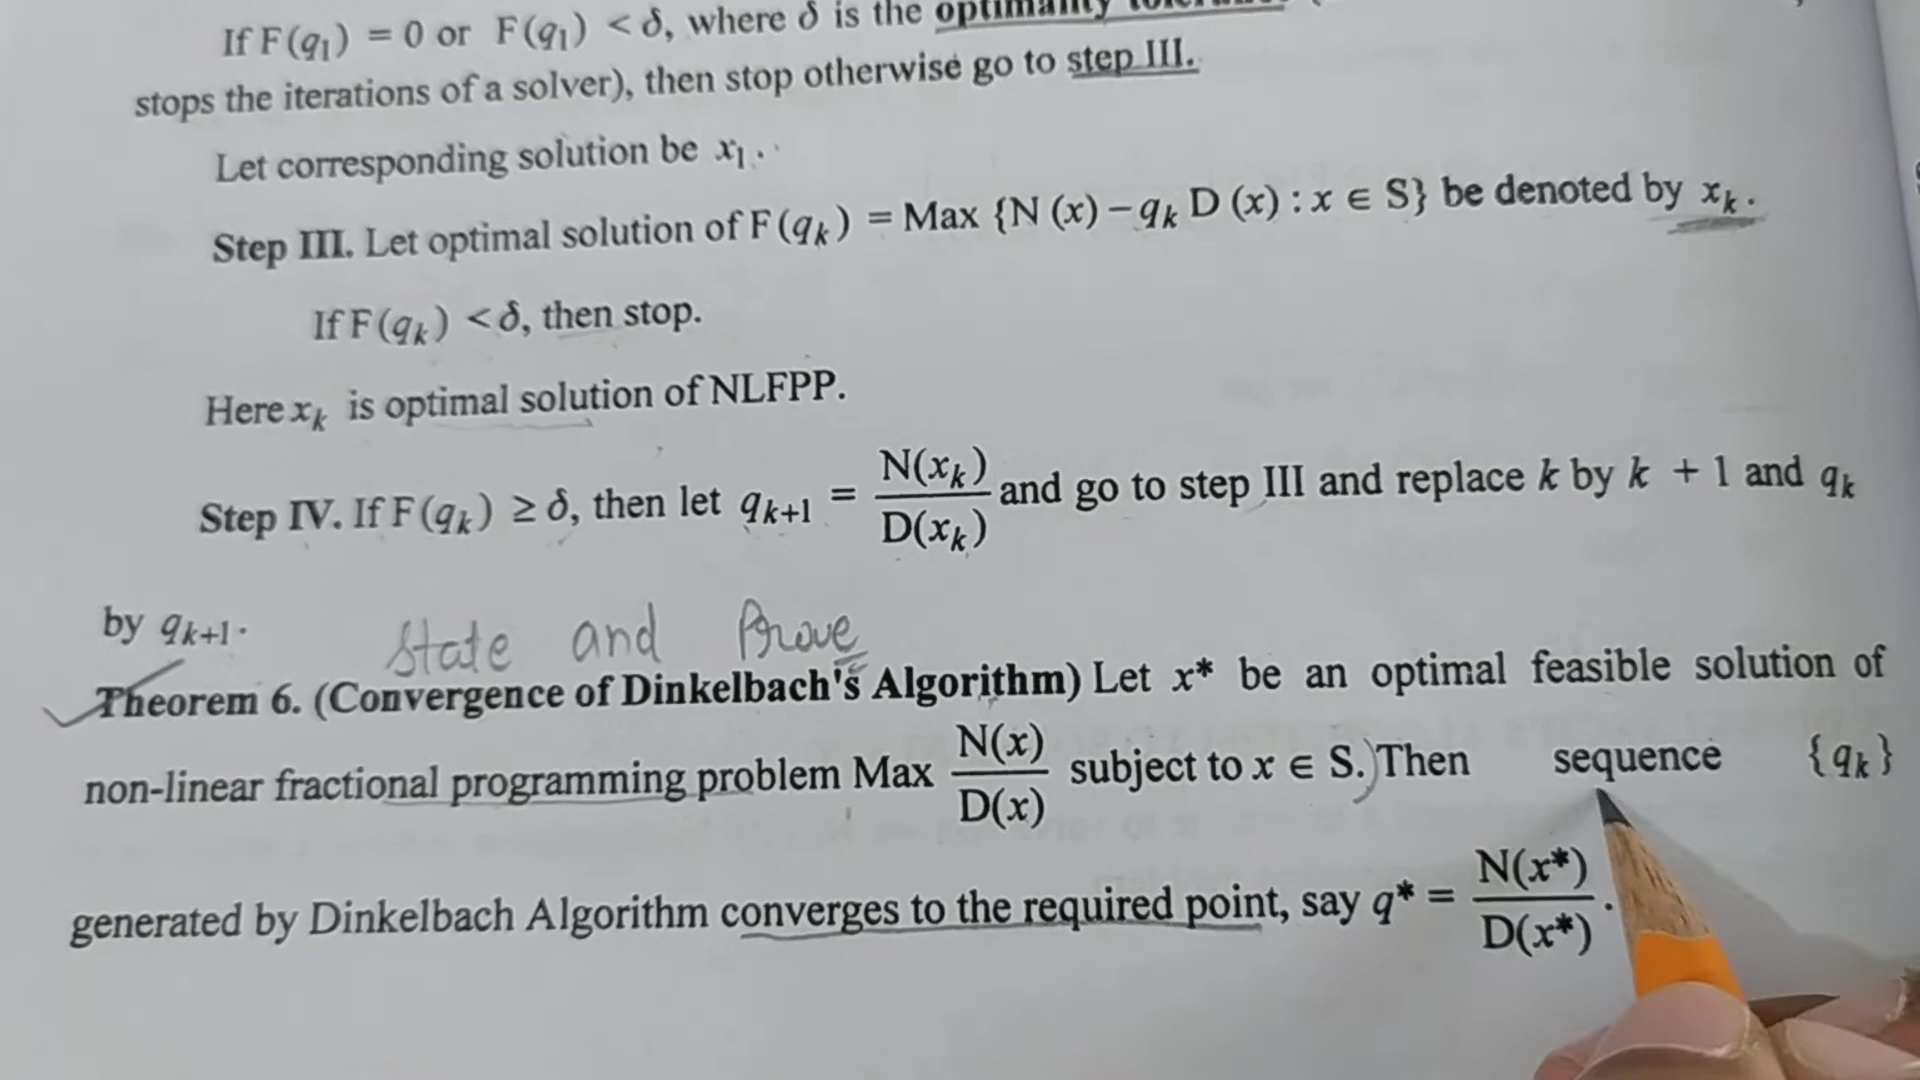 If F(q₁) = 0 or F(q₁) < δ, where δ is the optimality
stops the iterations of a solver), then stop otherwise go to step III.
Let corresponding solution be x₁.
Step III. Let optimal solution of F(qₖ) = Max {N (x) – qₖ D (x) : x ∈ S} be denoted by xₖ.
If F(qₖ) < δ, then stop.
Here xₖ is optimal solution of NLFPP.
Step IV. If F(qₖ) ≥ δ, then let qₖ₊₁ = N(xₖ)/D(xₖ) and go to step III and replace k by k + 1 and qₖ
by qₖ₊₁.
State and Prove
Theorem 6. (Convergence of Dinkelbach's Algorithm) Let x* be an optimal feasible solution of
non-linear fractional programming problem Max N(x)/D(x) subject to x ∈ S.) Then sequence {qₖ}
generated by Dinkelbach Algorithm converges to the required point, say q* = N(x*)/D(x*).